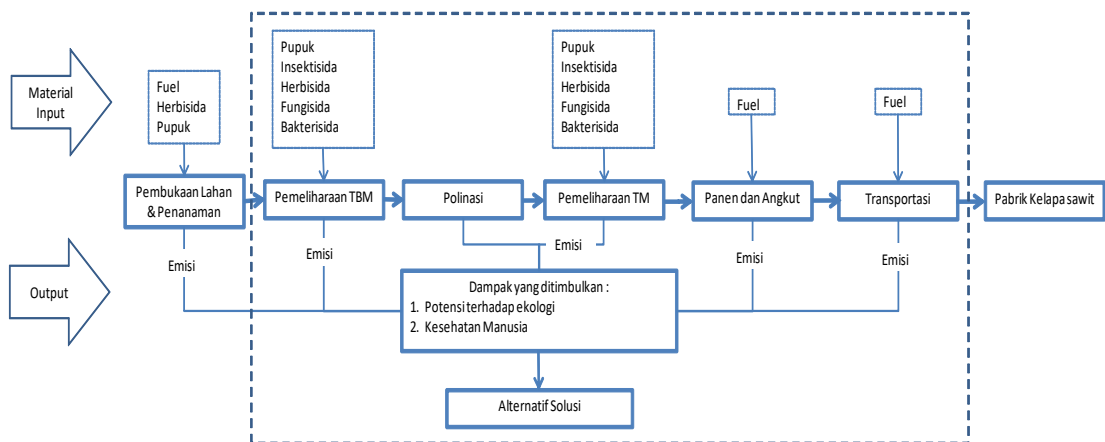 Material
Input
Fuel
Herbisida
Pupuk
Pupuk
Insektisida
Herbisida
Fungisida
Bakterisida
Pupuk
Insektisida
Herbisida
Fungisida
Bakterisida
Fuel
Fuel
Pembukaan Lahan
& Penanaman
Pemeliharaan TBM
Polinasi
Pemeliharaan TM
Panen dan Angkut
Transportasi
Pabrik Kelapa sawit
Emisi
Emisi
Emisi
Emisi
Emisi
Output
Dampak yang ditimbulkan :
1. Potensi terhadap ekologi
2. Kesehatan Manusia
Alternatif Solusi